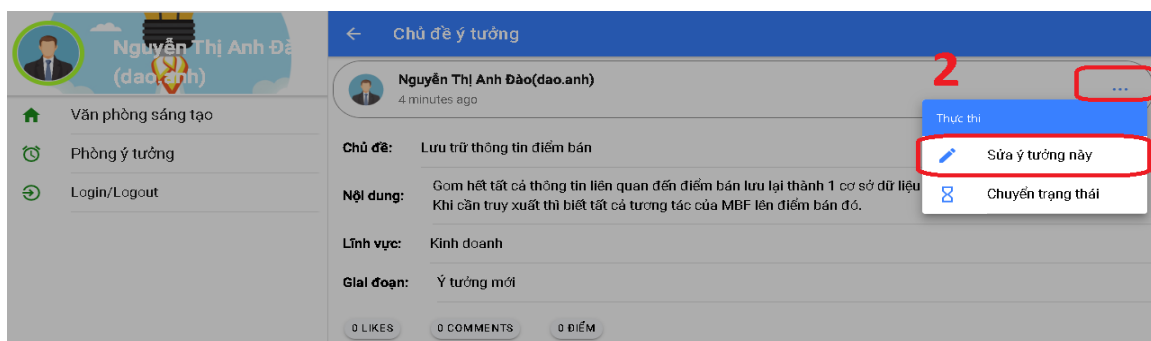 Nguyễn Thị Anh Đà
(dao.anh)
Văn phòng sáng tạo
Phòng ý tưởng
Login/Logout
Chủ đề ý tưởng
Nguyễn Thị Anh Đào(dao.anh)
4 minutes ago
2
...
Thực thi
Sửa ý tưởng này
Chuyển trạng thái
Chủ đề: Lưu trữ thông tin điểm bán
Nội dung: Gom hết tất cả thông tin liên quan đến điểm bán lưu lại thành 1 cơ sở dữ liệu
Khi cần truy xuất thì biết tất cả tương tác của MBF lên điểm bán đó.
Lĩnh vực: Kinh doanh
Giai đoạn: Ý tưởng mới
0 LIKES 0 COMMENTS 0 ĐIỂM